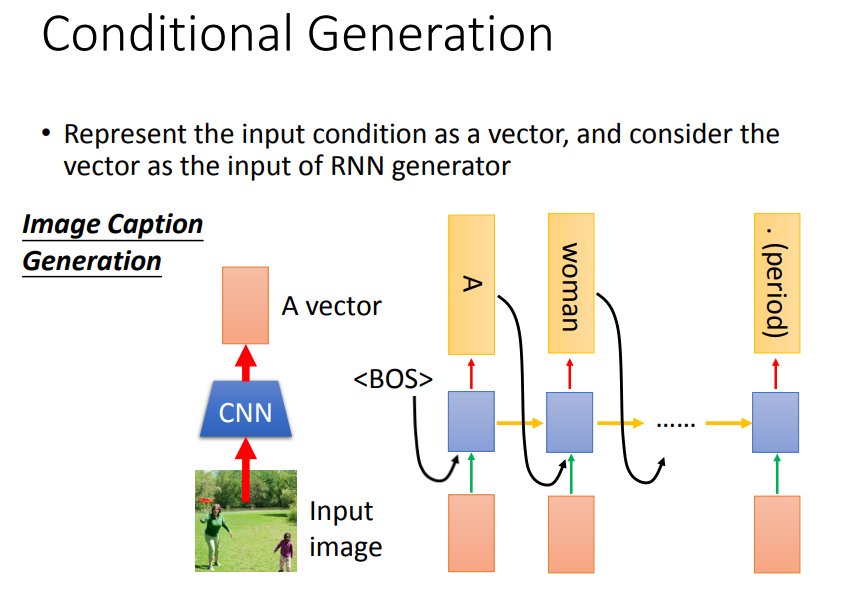 Conditional Generation
• Represent the input condition as a vector, and consider the
vector as the input of RNN generator
Image Caption
Generation
A vector
CNN
Input
image
<BOS>
A
woman
. (period)
......